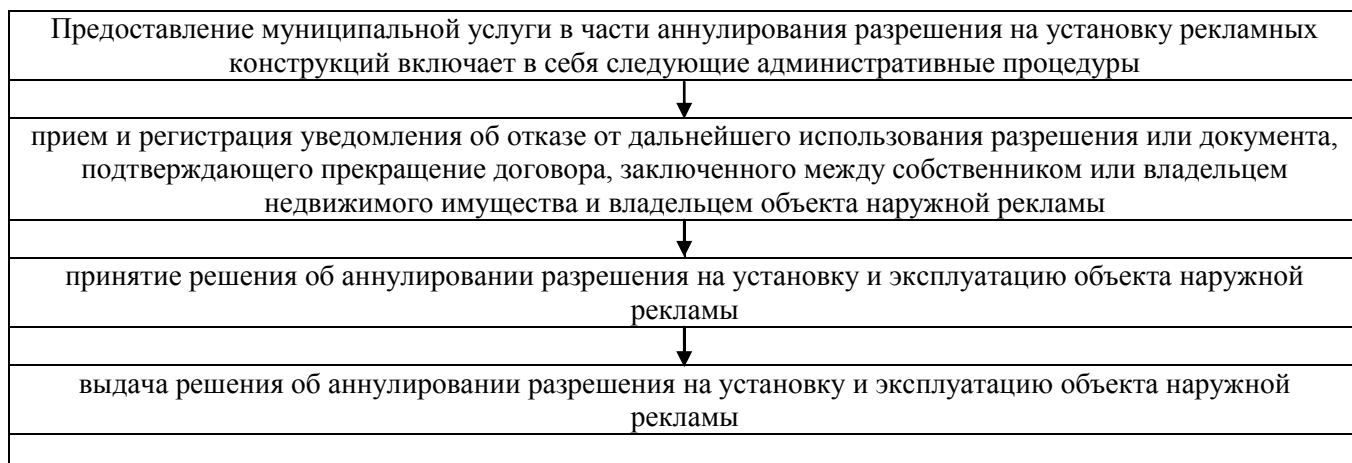 Предоставление муниципальной услуги в части аннулирования разрешения на установку рекламных
конструкций включает в себя следующие административные процедуры
прием и регистрация уведомления об отказе от дальнейшего использования разрешения или документа,
подтверждающего прекращение договора, заключенного между собственником или владельцем
недвижимого имущества и владельцем объекта наружной рекламы
принятие решения об аннулировании разрешения на установку и эксплуатацию объекта наружной
рекламы
выдача решения об аннулировании разрешения на установку и эксплуатацию объекта наружной
рекламы